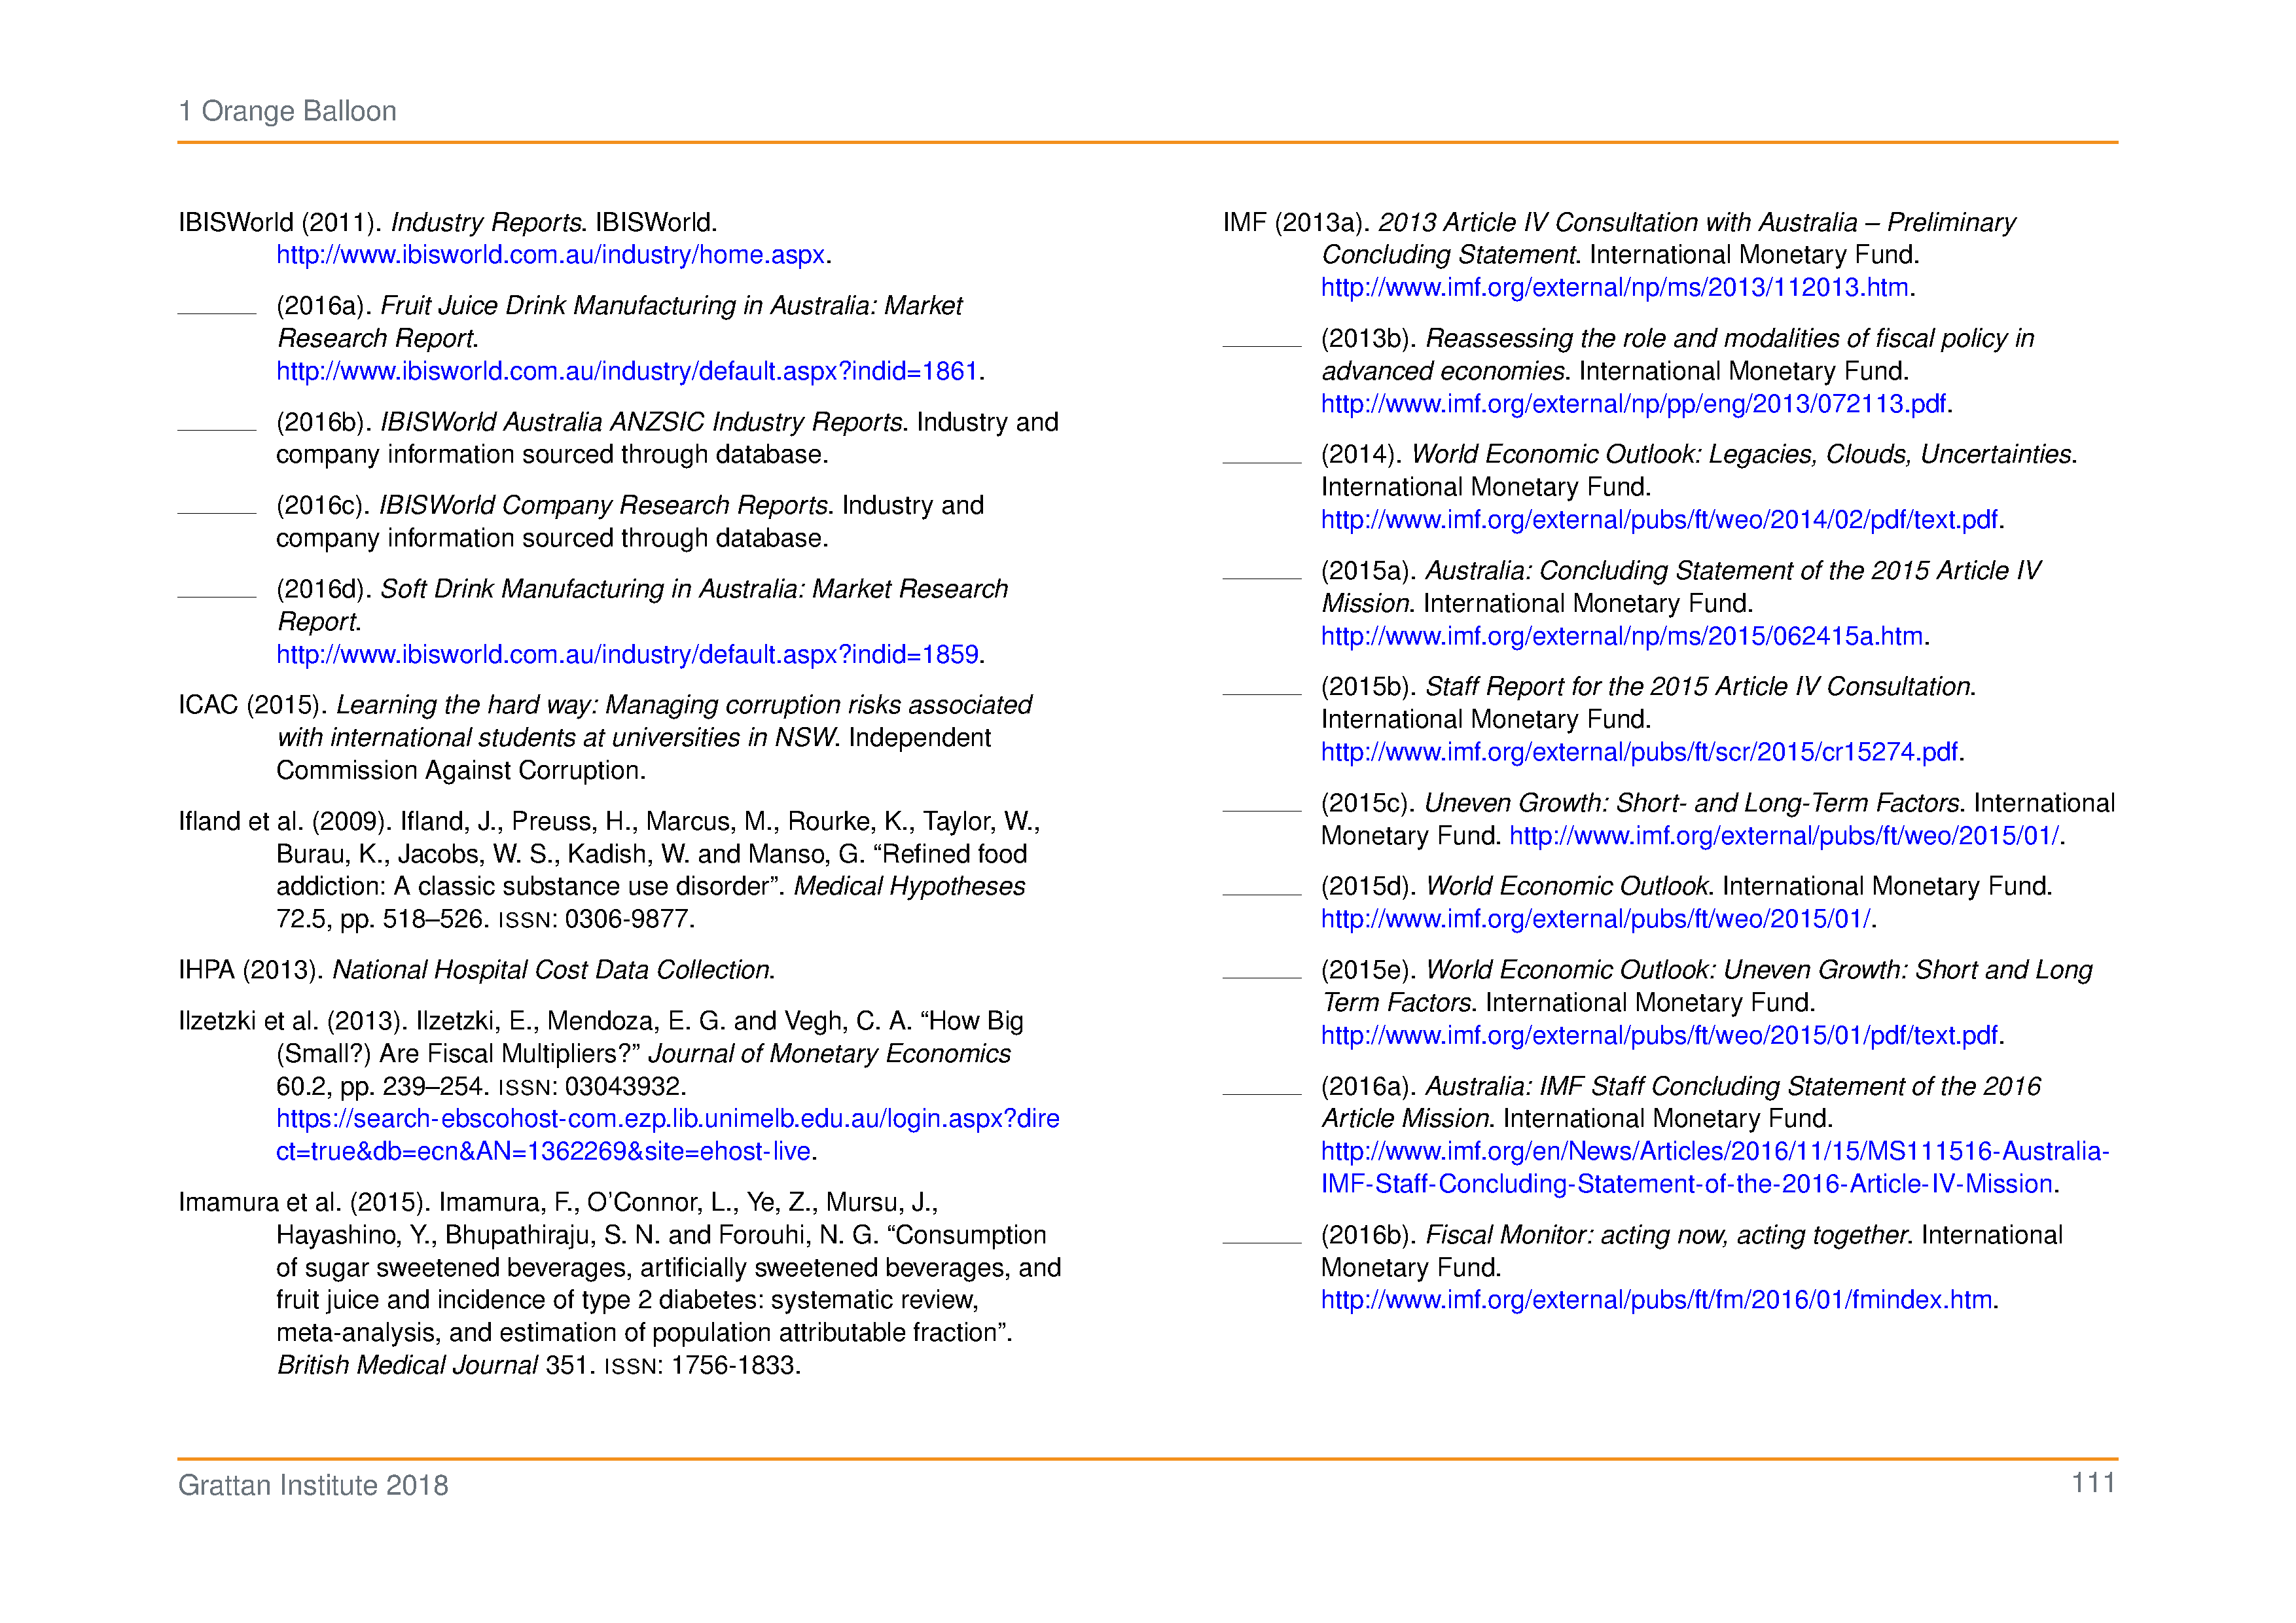 1 Orange Balloon
IBISWorld (2011). Industry Reports. IBISWorld.
http://www.ibisworld.com.au/industry/home.aspx.
(2016a). Fruit Juice Drink Manufacturing in Australia: Market
Research Report.
http://www.ibisworld.com.au/industry/default.aspx?indid=1861.
(2016b). IBISWorld Australia ANZSIC Industry Reports. Industry and
company information sourced through database.
(2016c). IBISWorld Company Research Reports. Industry and
company information sourced through database.
(2016d). Soft Drink Manufacturing in Australia: Market Research
Report.
http://www.ibisworld.com.au/industry/default.aspx?indid=1859.
ICAC (2015). Learning the hard way: Managing corruption risks associated
with international students at universities in NSW. Independent
Commission Against Corruption.
Ifland et al. (2009). Ifland, J., Preuss, H., Marcus, M., Rourke, K., Taylor, W.,
Burau, K., Jacobs, W. S., Kadish, W. and Manso, G. “Refined food
addiction: A classic substance use disorder”. Medical Hypotheses
72.5, pp. 518–526. ISSN: 0306-9877.
IHPA (2013). National Hospital Cost Data Collection.
Ilzetzki et al. (2013). Ilzetzki, E., Mendoza, E. G. and Vegh, C. A. “How Big
(Small?) Are Fiscal Multipliers?” Journal of Monetary Economics
60.2, pp. 239–254. ISSN: 03043932.
https://search-ebscohost-com.ezp.lib.unimelb.edu.au/login.aspx?dire
ct=true&db=ecn&AN=1362269&site=ehost-live.
Imamura et al. (2015). Imamura, F., O’Connor, L., Ye, Z., Mursu, J.,
Hayashino, Y., Bhupathiraju, S. N. and Forouhi, N. G. “Consumption
of sugar sweetened beverages, artificially sweetened beverages, and
fruit juice and incidence of type 2 diabetes: systematic review,
meta-analysis, and estimation of population attributable fraction”.
British Medical Journal 351. ISSN: 1756-1833.
IMF (2013a). 2013 Article IV Consultation with Australia – Preliminary
Concluding Statement. International Monetary Fund.
http://www.imf.org/external/np/ms/2013/112013.htm.
(2013b). Reassessing the role and modalities of fiscal policy in
advanced economies. International Monetary Fund.
http://www.imf.org/external/np/pp/eng/2013/072113.pdf.
(2014). World Economic Outlook: Legacies, Clouds, Uncertainties.
International Monetary Fund.
http://www.imf.org/external/pubs/ft/weo/2014/02/pdf/text.pdf.
(2015a). Australia: Concluding Statement of the 2015 Article IV
Mission. International Monetary Fund.
http://www.imf.org/external/np/ms/2015/062415a.htm.
(2015b). Staff Report for the 2015 Article IV Consultation.
International Monetary Fund.
http://www.imf.org/external/pubs/ft/scr/2015/cr15274.pdf.
(2015c). Uneven Growth: Short- and Long-Term Factors. International
Monetary Fund. http://www.imf.org/external/pubs/ft/weo/2015/01/.
(2015d). World Economic Outlook. International Monetary Fund.
http://www.imf.org/external/pubs/ft/weo/2015/01/.
(2015e). World Economic Outlook: Uneven Growth: Short and Long
Term Factors. International Monetary Fund.
http://www.imf.org/external/pubs/ft/weo/2015/01/pdf/text.pdf.
(2016a). Australia: IMF Staff Concluding Statement of the 2016
Article Mission. International Monetary Fund.
http://www.imf.org/en/News/Articles/2016/11/15/MS111516-Australia-
IMF-Staff-Concluding-Statement-of-the-2016-Article-IV-Mission.
(2016b). Fiscal Monitor: acting now, acting together. International
Monetary Fund.
http://www.imf.org/external/pubs/ft/fm/2016/01/fmindex.htm.
Grattan Institute 2018
111